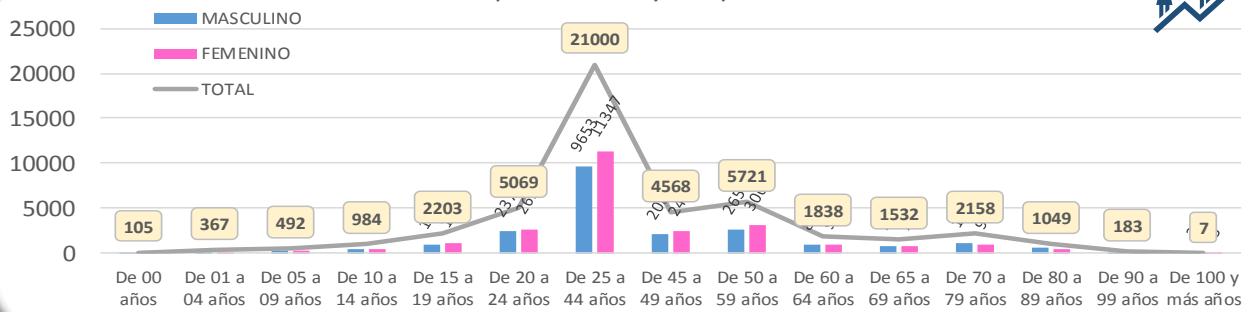 MASCULINO
FEMENINO
TOTAL
25000
20000
15000
10000
5000
0
105
367
492
984
2203
5069
21000
4568
5721
1838
1532
2158
1049
183
7
9653
11347
De 00 años
De 01 a 04 años
De 05 a 09 años
De 10 a 14 años
De 15 a 19 años
De 20 a 24 años
De 25 a 44 años
De 45 a 49 años
De 50 a 59 años
De 60 a 64 años
De 65 a 69 años
De 70 a 79 años
De 80 a 89 años
De 90 a 99 años
De 100 y más años